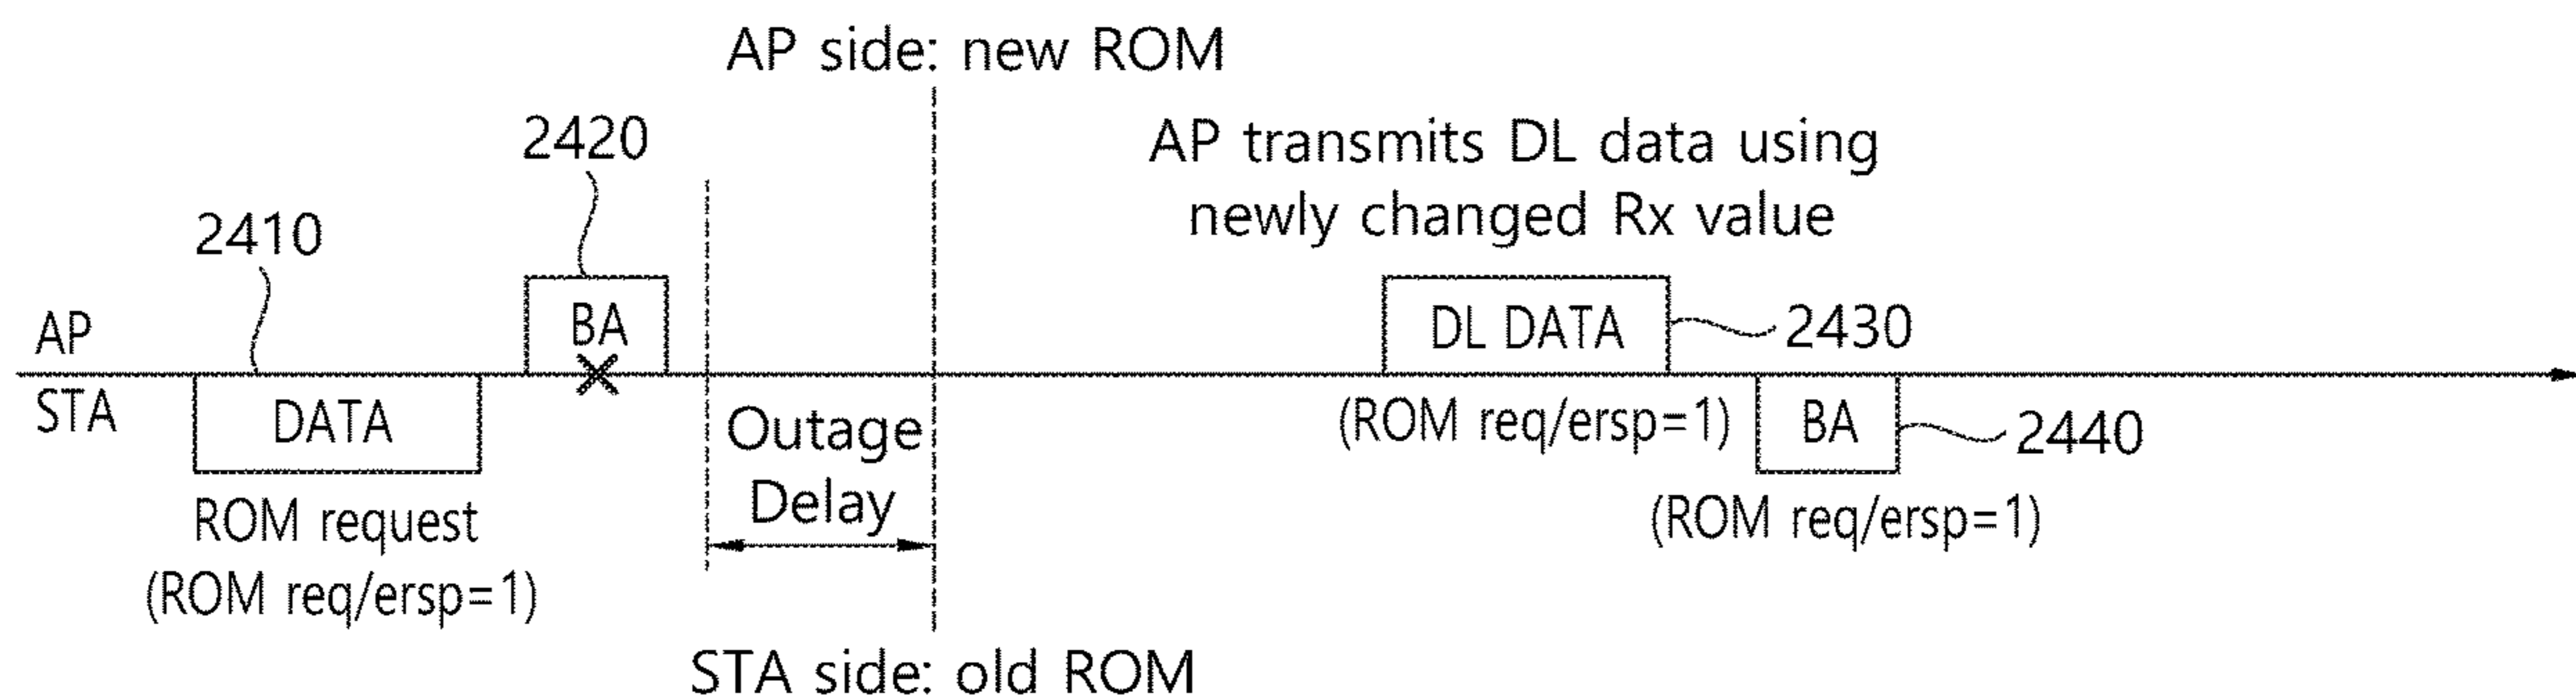 AP side: new ROM
2420
AP transmits DL data using
newly changed Rx value
2410
AP
BA
DL DATA
2430
STA
DATA
Outage
Delay
(ROM req/ersp=1)
BA
2440
ROM request
(ROM req/ersp=1)
(ROM req/ersp=1)
STA side: old ROM